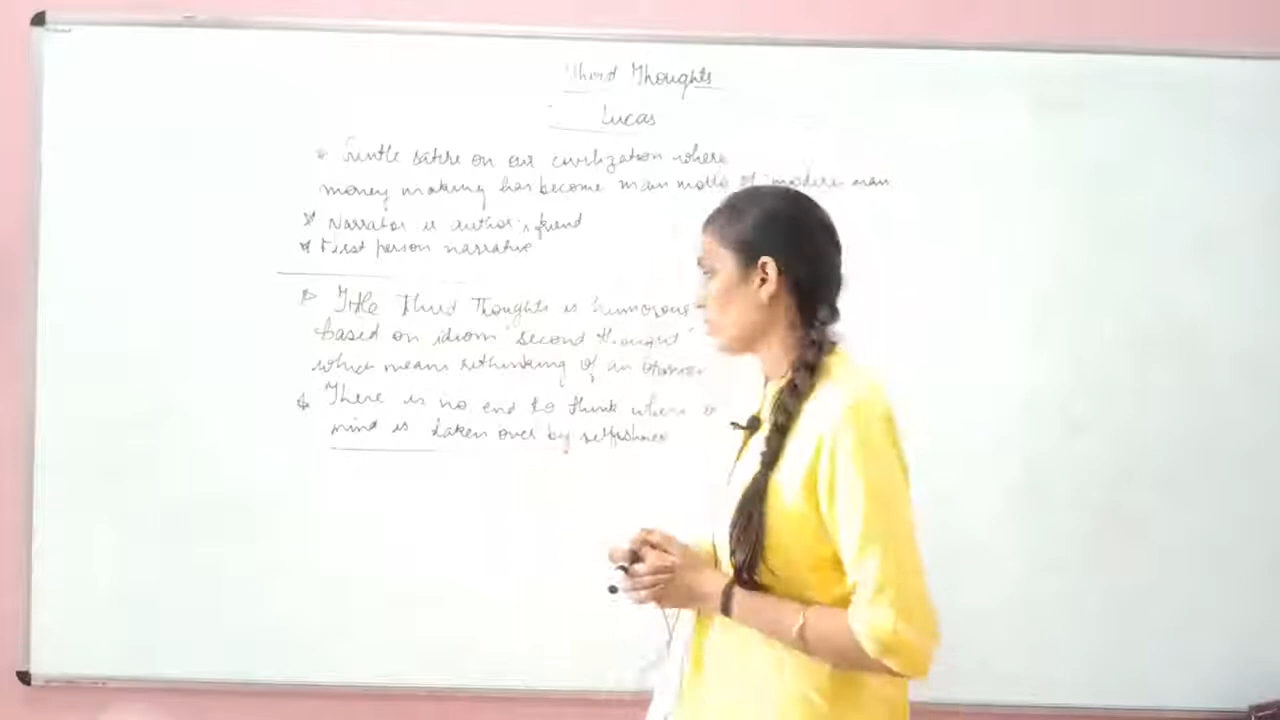 Third Thoughts
Lucas
* Gentle satire on our civilization where
money making has become main motto of modern man
* Narrator is author's friend
* First person narrative
Title Third Thoughts is humorous
based on idiom 'second thought'
which means rethinking of an
* There is no end to think when a
mind is taken over by selfishness